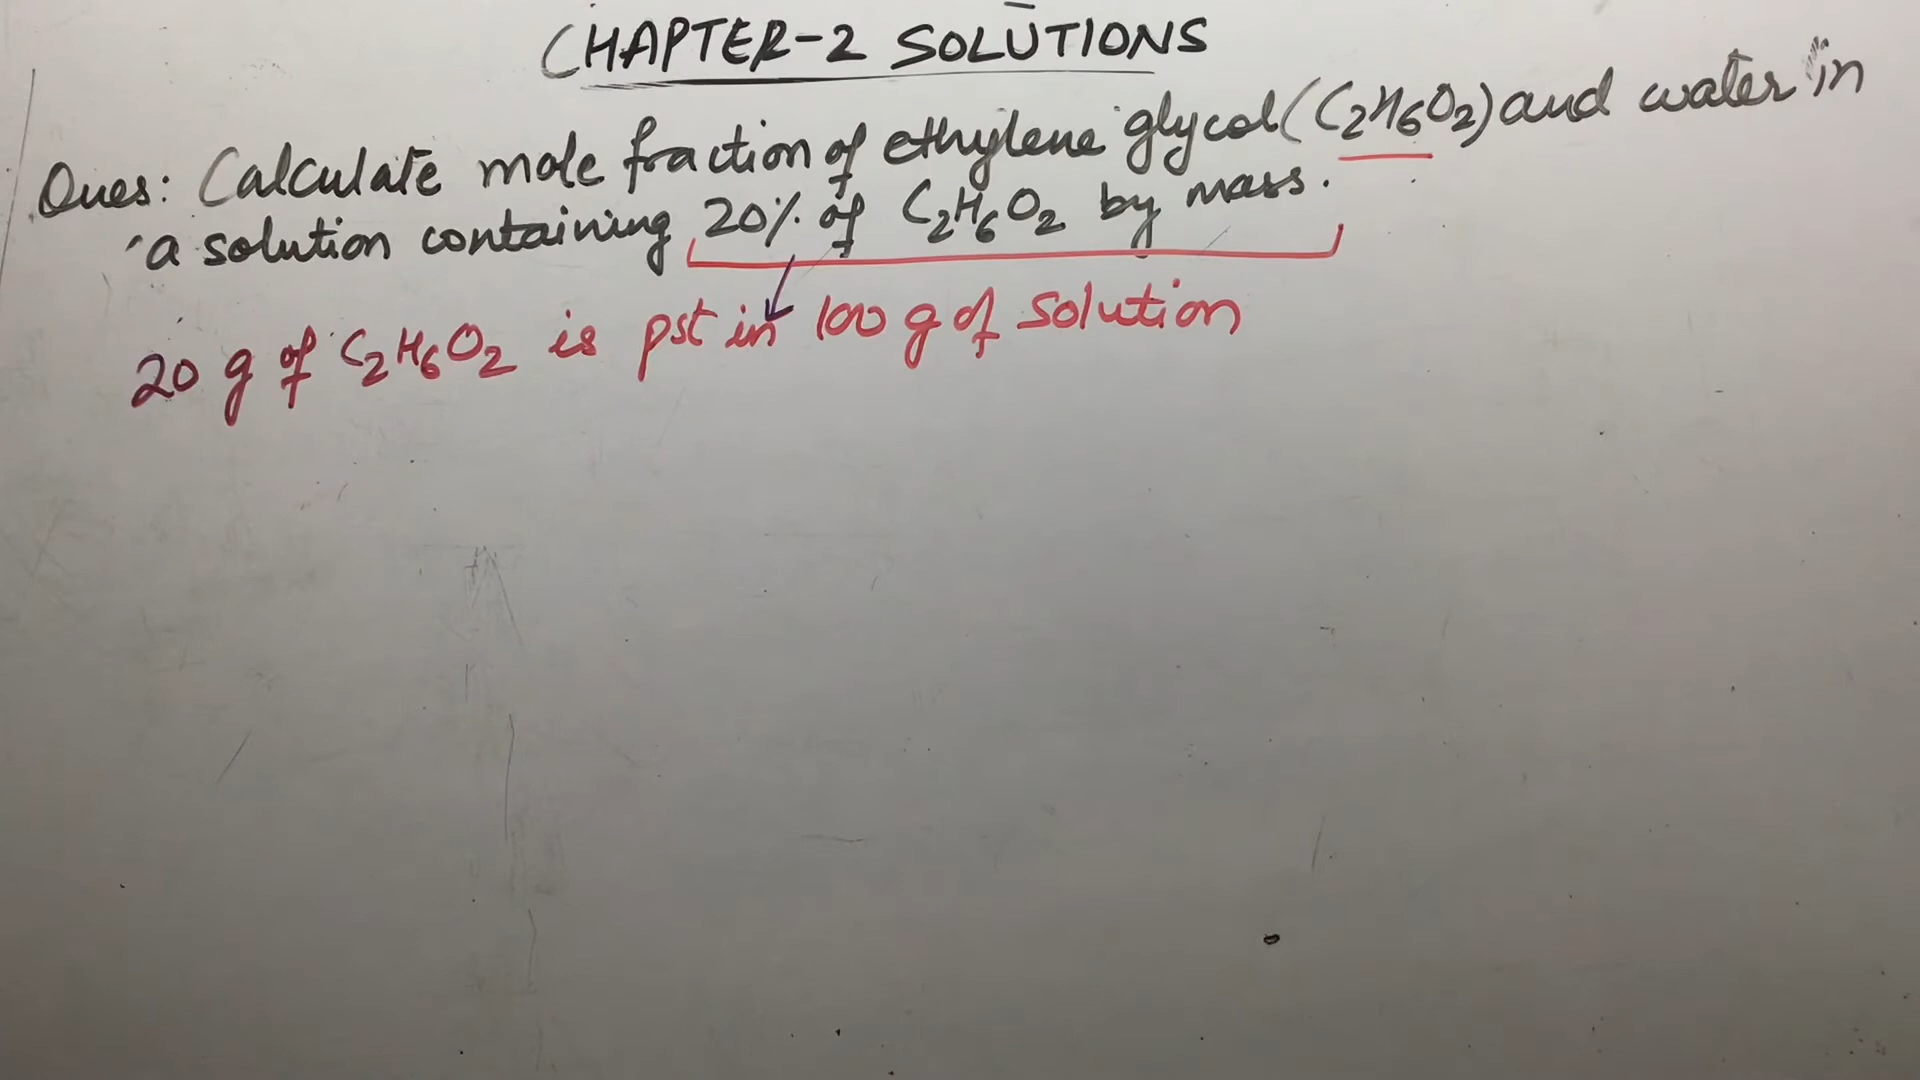 CHAPTER-2 SOLUTIONS
Ques: Calculate mole fraction of ethylene glycol (C₂H₆O₂) and water in
a solution containing 20% of C₂H₆O₂ by mass.
20 g of C₂H₆O₂ is pst in 100 g of solution